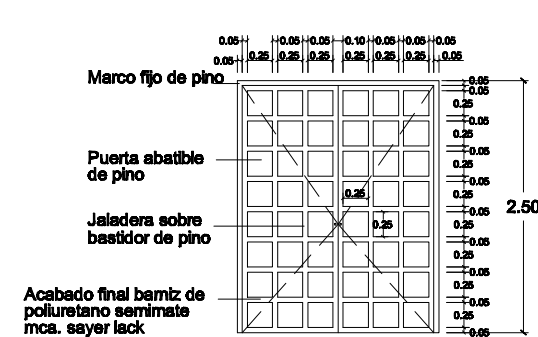 0.05 0.05 0.05 0.10 0.05 0.05 0.05
0.05 0.25 0.25 0.25 0.25 0.25 0.25 0.05
Marco fijo de pino
Puerta abatible
de pino
Jaladera sobre
bastidor de pino
Acabado final barniz de
poliuretano semimate
mca. sayer lack
0.25
0.25
0.05
0.05
0.25
0.05
0.25
0.05
0.25
0.05
0.25
0.05
0.25
0.05
0.25
0.05
0.25
0.05
0.25
0.05
2.50